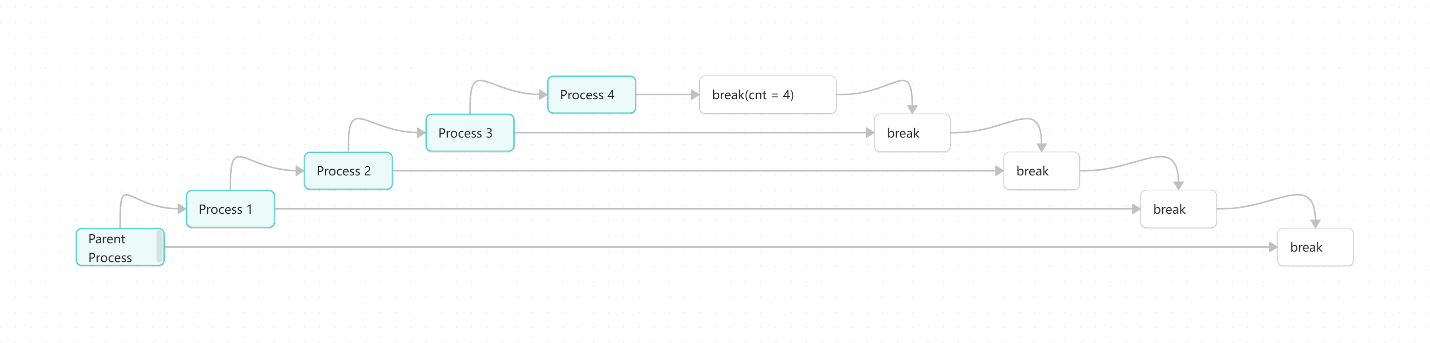 Process 4
break(cnt = 4)
Process 3
break
Process 2
break
Process 1
break
Parent
Process
break